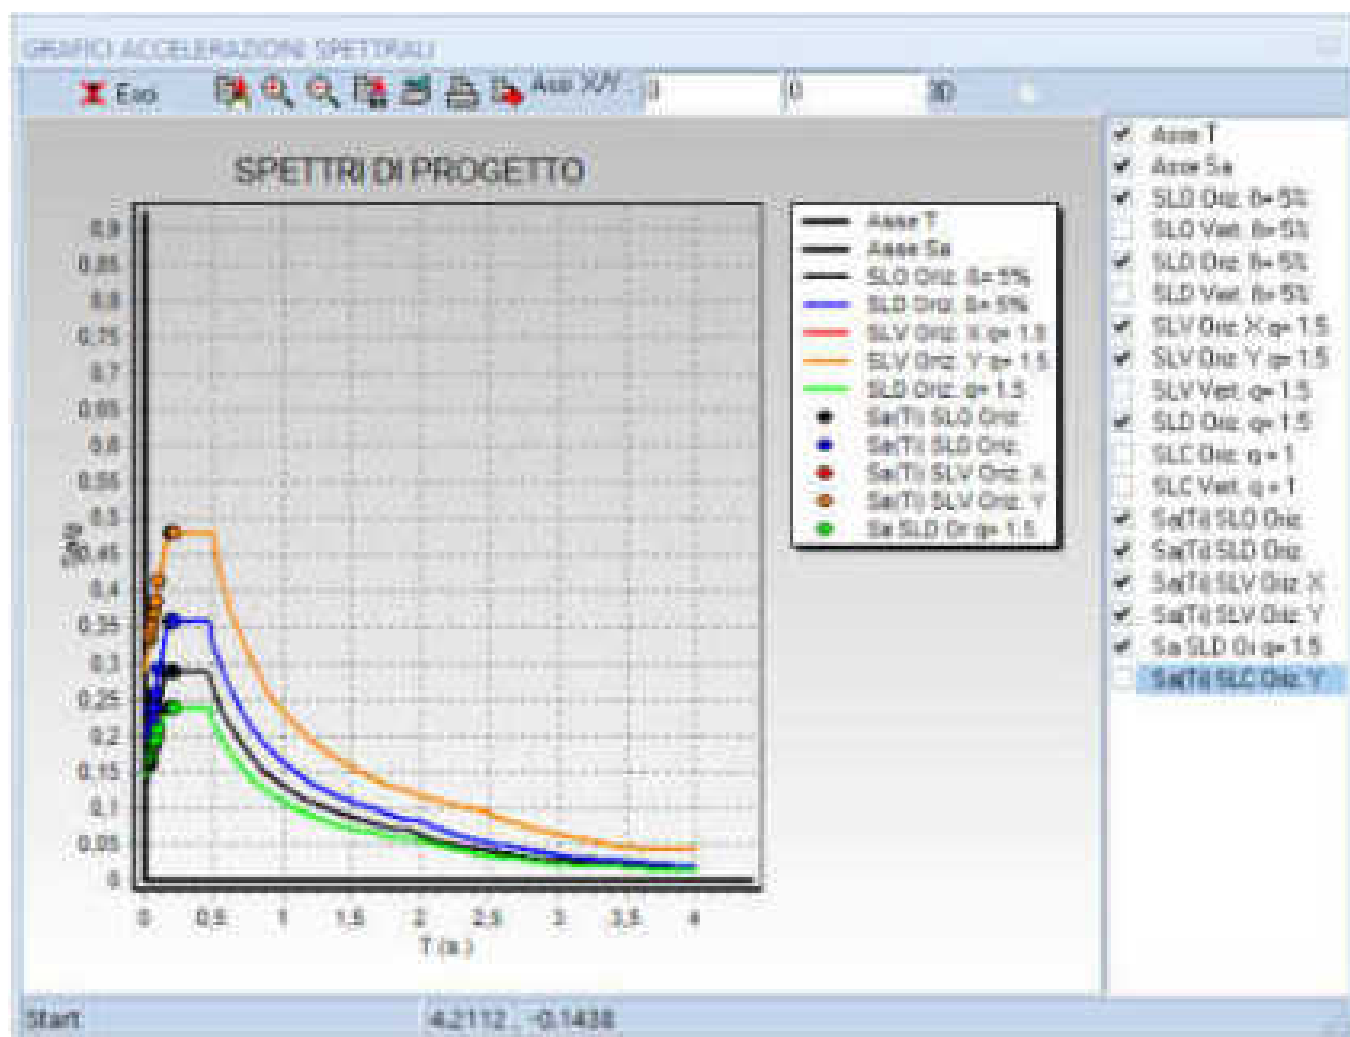 GRAFICI ACCELERAZIONI SPETTRALI
Esci Assi X/Y: 0 3D
SPETTRI DI PROGETTO
Asse T
Asse Sa
SLO Oriz. ß= 5%
SLD Oriz. ß= 5%
SLV Oriz. X q= 1.5
SLV Oriz. Y q= 1.5
SLD Oriz. q= 1.5
Sa(Ti) SLO Oriz.
Sa(Ti) SLD Oriz.
Sa(Ti) SLV Oriz. X
Sa(Ti) SLV Oriz. Y
Sa SLD Or q= 1.5
0,9
0,85
0,8
0,75
0,7
0,65
0,6
0,55
0,5
0,45
0,4
0,35
0,3
0,25
0,2
0,15
0,1
0,05
0
Sa/g
0 0,5 1 1,5 2 2,5 3 3,5 4
T (s.)
Asse T
Asse Sa
SLO Oriz. ß= 5%
SLO Vert. ß= 5%
SLD Oriz. ß= 5%
SLD Vert. ß= 5%
SLV Oriz. X q= 1.5
SLV Oriz. Y q= 1.5
SLV Vert. q= 1.5
SLD Oriz. q= 1.5
SLC Oriz. q = 1
SLC Vert. q = 1
Sa(Ti) SLO Oriz.
Sa(Ti) SLD Oriz.
Sa(Ti) SLV Oriz. X
Sa(Ti) SLV Oriz. Y
Sa SLD Or q= 1.5
Sa(Ti) SLC Oriz. Y
Start 4.2112 , -0.1438